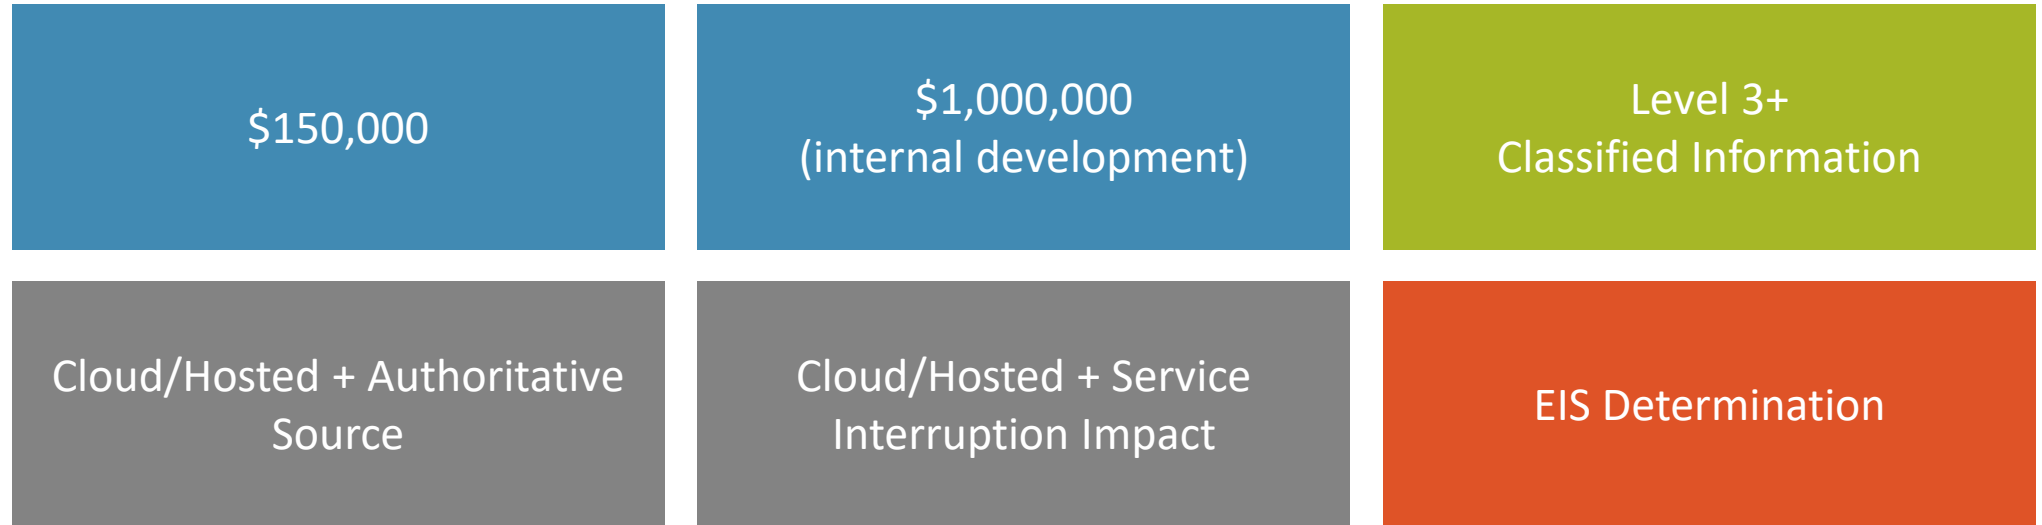 $150,000
$1,000,000
(internal development)
Level 3+
Classified Information
Cloud/Hosted + Authoritative
Source
Cloud/Hosted + Service
Interruption Impact
EIS Determination